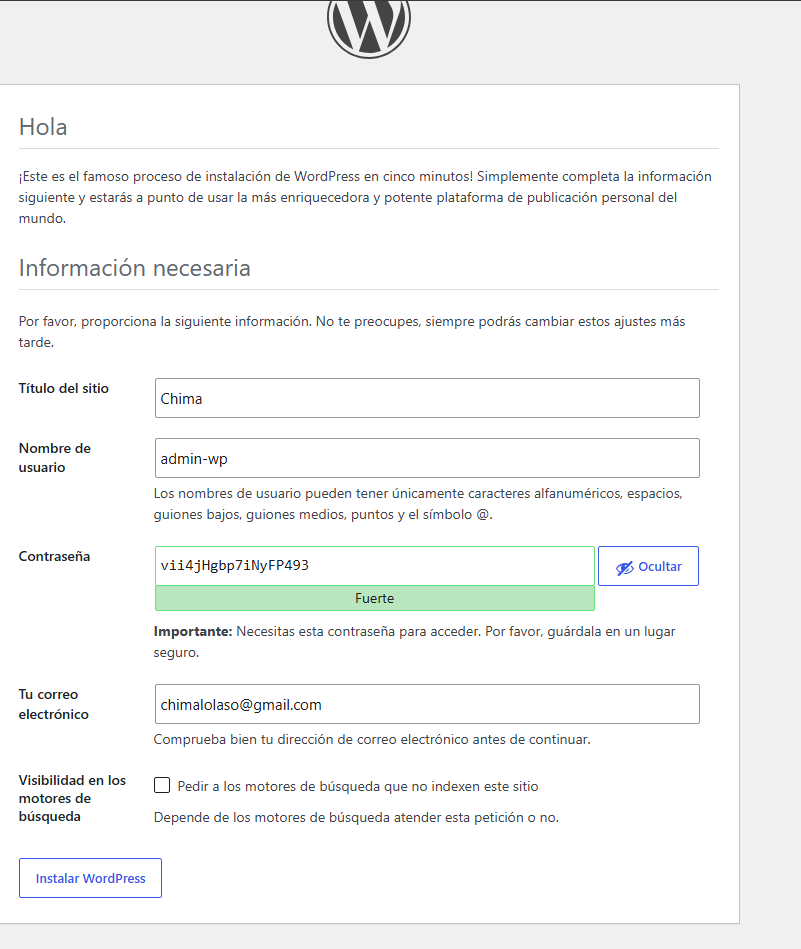 Hola
¡Este es el famoso proceso de instalación de WordPress en cinco minutos! Simplemente completa la información
siguiente y estarás a punto de usar la más enriquecedora y potente plataforma de publicación personal del
mundo.
Información necesaria
Por favor, proporciona la siguiente información. No te preocupes, siempre podrás cambiar estos ajustes más
tarde.
Título del sitio
Chima
Nombre de
usuario
admin-wp
Los nombres de usuario pueden tener únicamente caracteres alfanuméricos, espacios,
guiones bajos, guiones medios, puntos y el símbolo @.
Contraseña
vii4jHgbp7iNyFP493
Ocultar
Fuerte
Importante: Necesitas esta contraseña para acceder. Por favor, guárdala en un lugar
seguro.
Tu correo
electrónico
chimalolaso@gmail.com
Comprueba bien tu dirección de correo electrónico antes de continuar.
Visibilidad en los
motores de
búsqueda
Pedir a los motores de búsqueda que no indexen este sitio
Depende de los motores de búsqueda atender esta petición o no.
Instalar WordPress